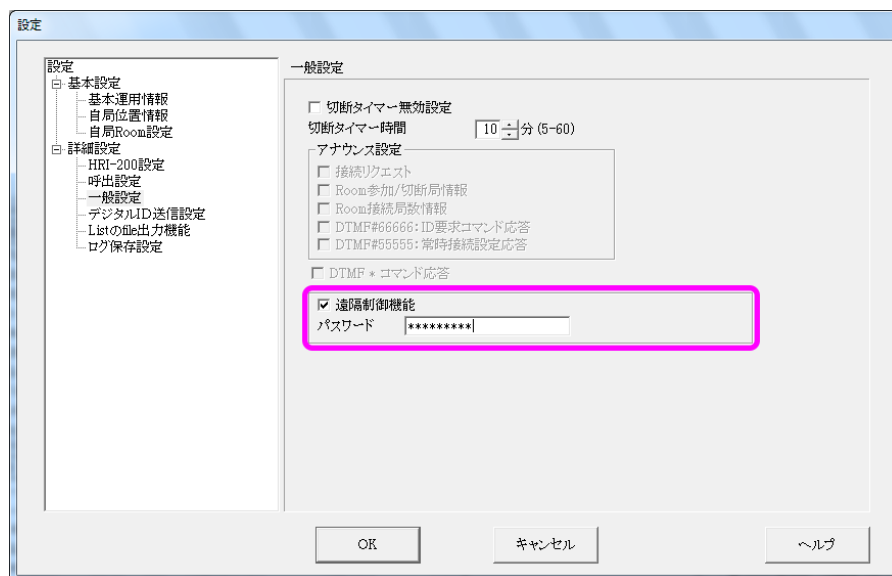 設定
設定
基本設定
基本運用情報
自局位置情報
自局Room設定
詳細設定
HRI-200設定
呼出設定
一般設定
デジタルID送信設定
Listのfile出力機能
ログ保存設定
一般設定
切断タイマー無効設定
切断タイマー時間 10 分 (5-60)
アナウンス設定
接続リクエスト
Room参加/切断局情報
Room接続局数情報
DTMF#66666:ID要求コマンド応答
DTMF#55555:常時接続設定応答
DTMF * コマンド応答
遠隔制御機能
パスワード *********
OK キャンセル ヘルプ